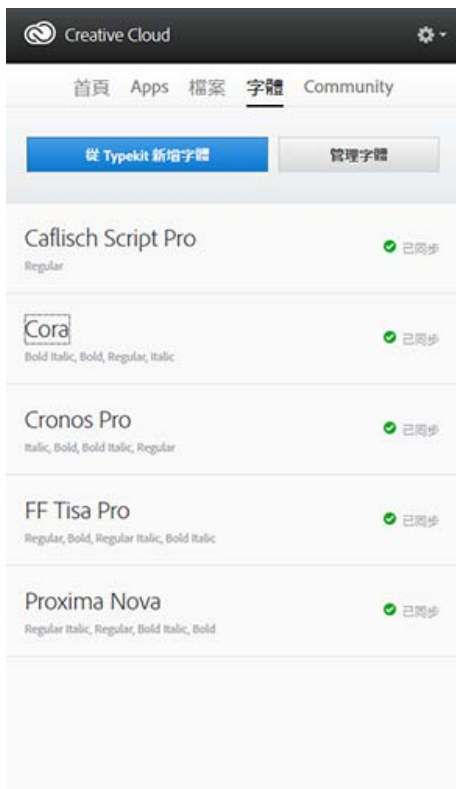 Creative Cloud
首頁 Apps 檔案 字體 Community
從 Typekit 新增字體 管理字體
Caflisch Script Pro
已同步
Regular
Cora
已同步
Bold Italic, Bold, Regular, Italic
Cronos Pro
已同步
Italic, Bold, Bold Italic, Regular
FF Tisa Pro
已同步
Regular, Bold, Regular Italic, Bold Italic
Proxima Nova
已同步
Regular Italic, Regular, Bold Italic, Bold